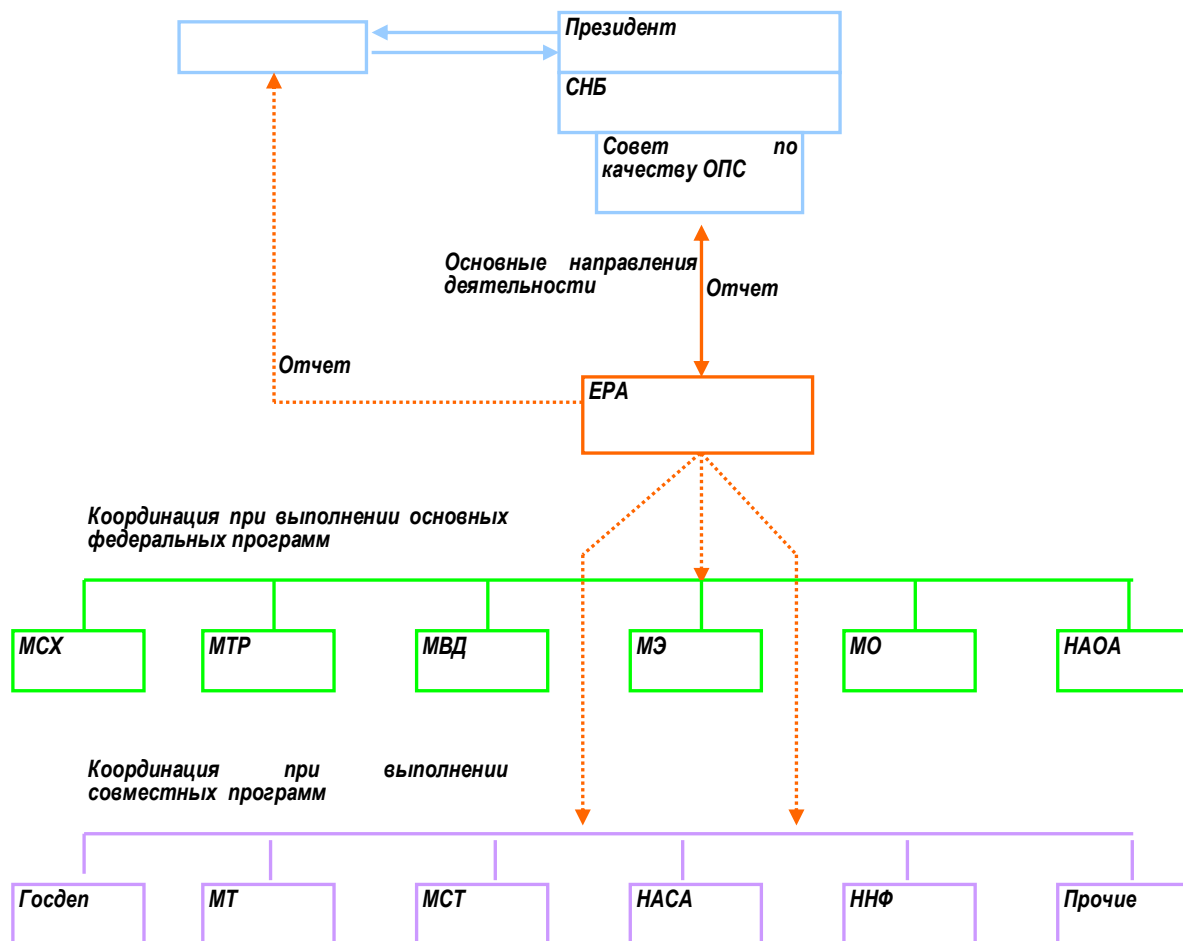 Президент
СНБ
Совет по
качеству ОПС
Основные направления
деятельности
Отчет
Отчет
EPA
Координация при выполнении основных
федеральных программ
МСХ
МТР
МВД
МЭ
МО
НАОА
Координация при выполнении
совместных программ
Госдеп
МТ
МСТ
НАСА
ННФ
Прочие